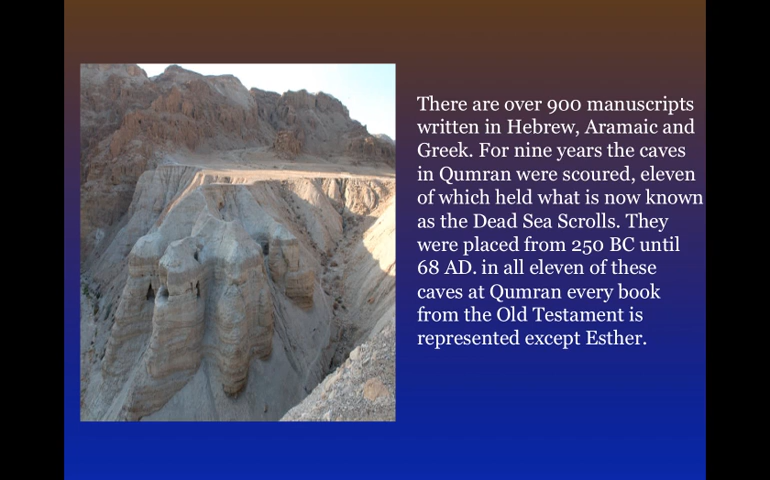 There are over 900 manuscripts
written in Hebrew, Aramaic and
Greek. For nine years the caves
in Qumran were scoured, eleven
of which held what is now known
as the Dead Sea Scrolls. They
were placed from 250 BC until
68 AD. in all eleven of these
caves at Qumran every book
from the Old Testament is
represented except Esther.